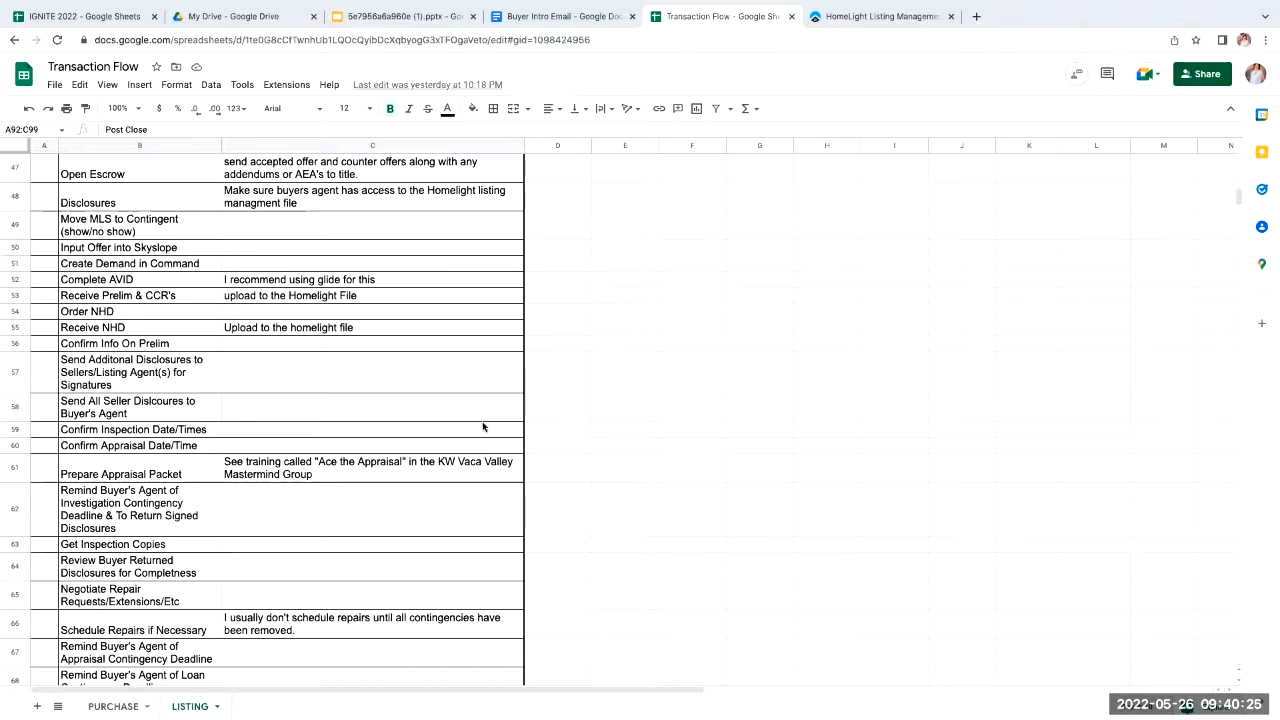 IGNITE 2022 - Google Sheets
My Drive - Google Drive
5e7956a6a960e (1).pptx - Go
Buyer Intro Email - Google Doc
Transaction Flow - Google She
HomeLight Listing Manageme
docs.google.com/spreadsheets/d/1te0G8cCfTwnhUb1LQOcQyibDcXqbyogG3xTFOgaVeto/edit#gid=1098424956
Transaction Flow
File Edit View Insert Format Data Tools Extensions Help Last edit was yesterday at 10:18 PM
Share
100% $ % .0 .00 123 Arial 12 B I S A
A92:C99 fx Post Close
A B C D E F G H I J K L M N
47 Open Escrow send accepted offer and counter offers along with any
addendums or AEA's to title.
48 Disclosures Make sure buyers agent has access to the Homelight listing
managment file
49 Move MLS to Contingent
(show/no show)
50 Input Offer into Skyslope
51 Create Demand in Command
52 Complete AVID I recommend using glide for this
53 Receive Prelim & CCR's upload to the Homelight File
54 Order NHD
55 Receive NHD Upload to the homelight file
56 Confirm Info On Prelim
57 Send Additonal Disclosures to
Sellers/Listing Agent(s) for
Signatures
58 Send All Seller Dislcoures to
Buyer's Agent
59 Confirm Inspection Date/Times
60 Confirm Appraisal Date/Time
61 Prepare Appraisal Packet See training called "Ace the Appraisal" in the KW Vaca Valley
Mastermind Group
62 Remind Buyer's Agent of
Investigation Contingency
Deadline & To Return Signed
Disclosures
63 Get Inspection Copies
64 Review Buyer Returned
Disclosures for Completness
65 Negotiate Repair
Requests/Extensions/Etc
66 Schedule Repairs if Necessary I usually don't schedule repairs until all contingencies have
been removed.
67 Remind Buyer's Agent of
Appraisal Contingency Deadline
68 Remind Buyer's Agent of Loan
PURCHASE LISTING
2022-05-26 09:40:25